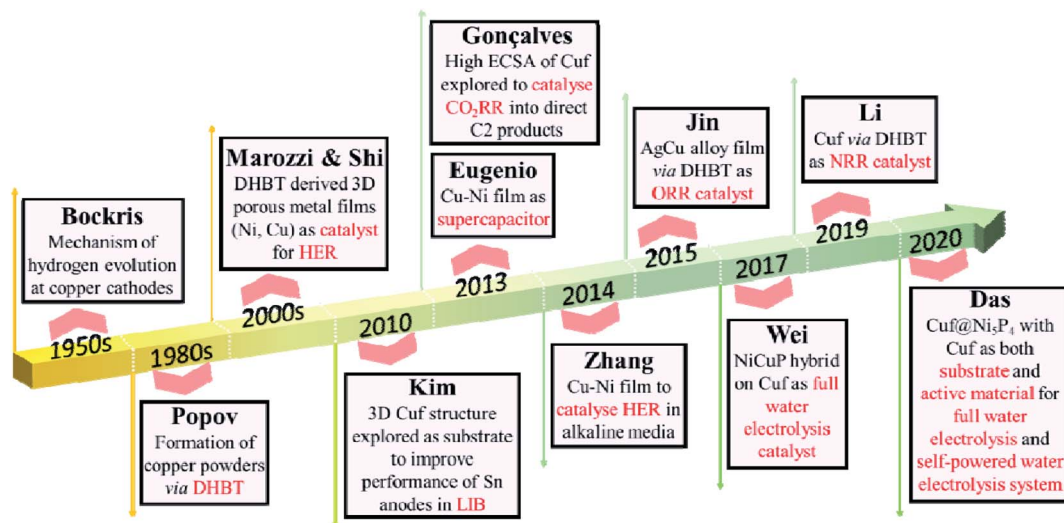 Bockris
Mechanism of
hydrogen evolution
at copper cathodes
1950s
1980s
Popov
Formation of
copper powders
via DHBT
Marozzi & Shi
DHBT derived 3D
porous metal films
(Ni, Cu) as catalyst
for HER
2000s
2010
Kim
3D Cuf structure
explored as substrate
to improve
performance of Sn
anodes in LIB
Gonçalves
High ECSA of Cuf
explored to catalyse
CO₂RR into direct
C2 products
Eugenio
Cu-Ni film as
supercapacitor
2013
2014
Zhang
Cu-Ni film to
catalyse HER in
alkaline media
Jin
AgCu alloy film
via DHBT as
ORR catalyst
2015
2017
Wei
NiCuP hybrid
on Cuf as full
water
electrolysis
catalyst
Li
Cuf via DHBT
as NRR catalyst
2019
2020
Das
Cuf@Ni₅P₄ with
Cuf as both
substrate and
active material for
full water
electrolysis and
self-powered water
electrolysis system